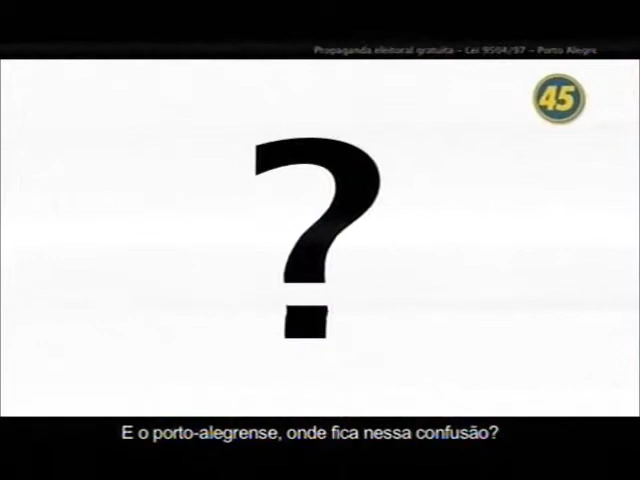 Propaganda eleitoral gratuita – Lei 9504/97 – Porto Alegre
45
?
E o porto-alegrense, onde fica nessa confusão?